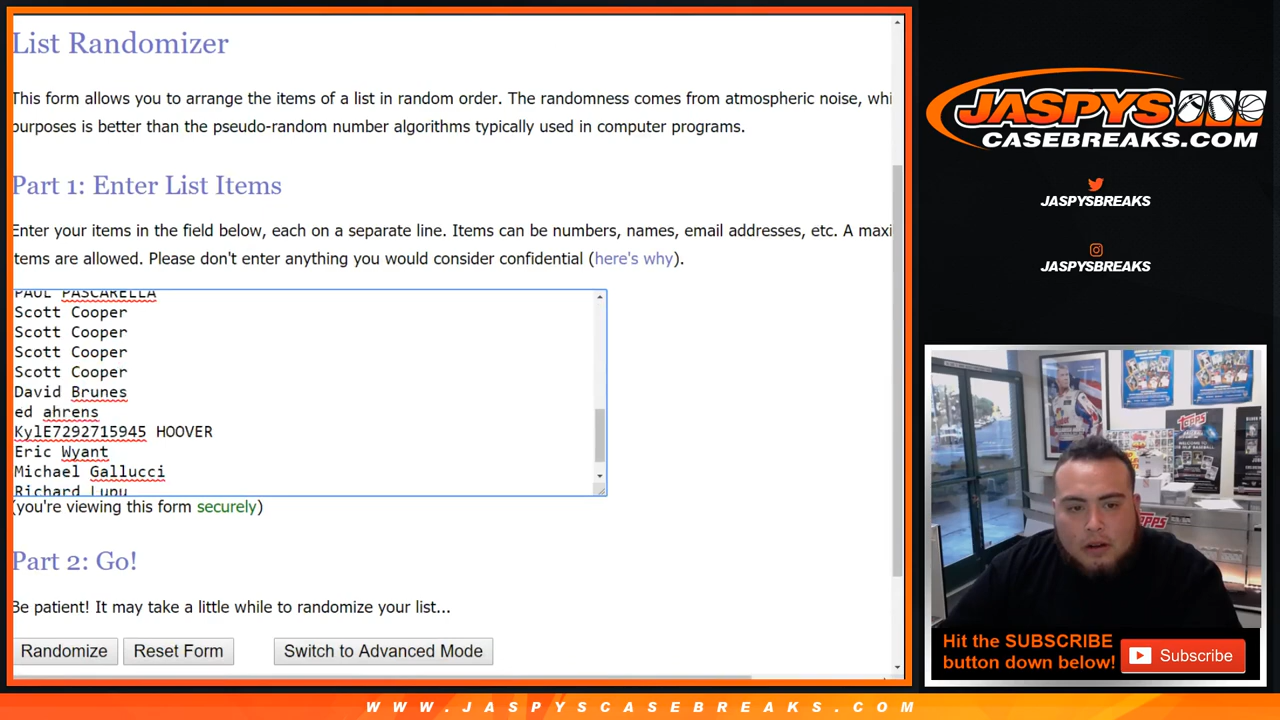 List Randomizer
This form allows you to arrange the items of a list in random order. The randomness comes from atmospheric noise, whi
purposes is better than the pseudo-random number algorithms typically used in computer programs.
Part 1: Enter List Items
Enter your items in the field below, each on a separate line. Items can be numbers, names, email addresses, etc. A maxi
items are allowed. Please don't enter anything you would consider confidential (here's why).
PAUL PASCARELLA
Scott Cooper
Scott Cooper
Scott Cooper
Scott Cooper
David Brunes
ed ahrens
KylE7292715945 HOOVER
Eric Wyant
Michael Gallucci
Richard Lupu
(you're viewing this form securely)
Part 2: Go!
Be patient! It may take a little while to randomize your list...
Randomize
Reset Form
Switch to Advanced Mode
JASPYS
CASEBREAKS.COM
JASPYSBREAKS
JASPYSBREAKS
TOPPS
TOPPS
Hit the SUBSCRIBE
button down below!
Subscribe
WWW.JASPYSCASEBREAKS.COM